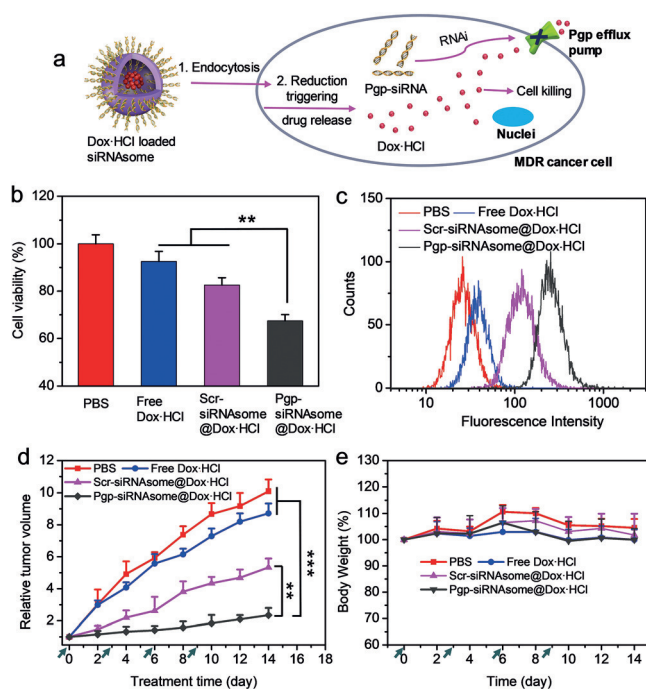 a
Dox·HCl loaded
siRNAsome
1. Endocytosis
2. Reduction
triggering
drug release
Pgp-siRNA
RNAi
Dox·HCl
Pgp efflux
pump
Cell killing
Nuclei
MDR cancer cell
b
Cell viability (%)
120
100
80
60
40
**
PBS
Free
Dox·HCl
Scr-
siRNAsome
@Dox·HCl
Pgp-
siRNAsome
@Dox·HCl
c
Counts
150
100
50
0
PBS Free Dox·HCl
Scr-siRNAsome@Dox·HCl
Pgp-siRNAsome@Dox·HCl
10 100 1000
Fluorescence Intensity
d
Relative tumor volume
12
10
8
6
4
2
PBS Free Dox·HCl
Scr-siRNAsome@Dox·HCl
Pgp-siRNAsome@Dox·HCl
**
***
0 2 4 6 8 10 12 14 16 18
Treatment time (day)
e
Body Weight (%)
130
120
110
100
90
80
70
60
PBS Free Dox·HCl
Scr-siRNAsome@Dox·HCl
Pgp-siRNAsome@Dox·HCl
0 2 4 6 8 10 12 14
Treatment time (day)